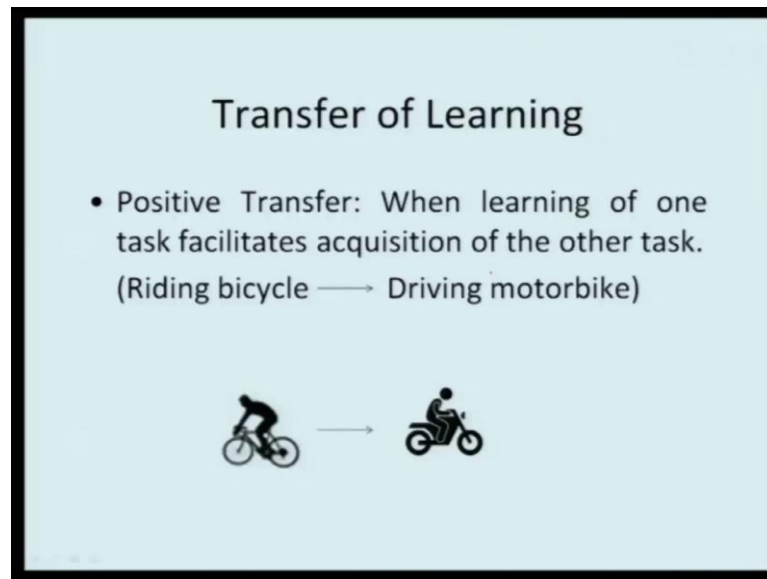 Transfer of Learning
• Positive Transfer: When learning of one
task facilitates acquisition of the other task.
(Riding bicycle → Driving motorbike)